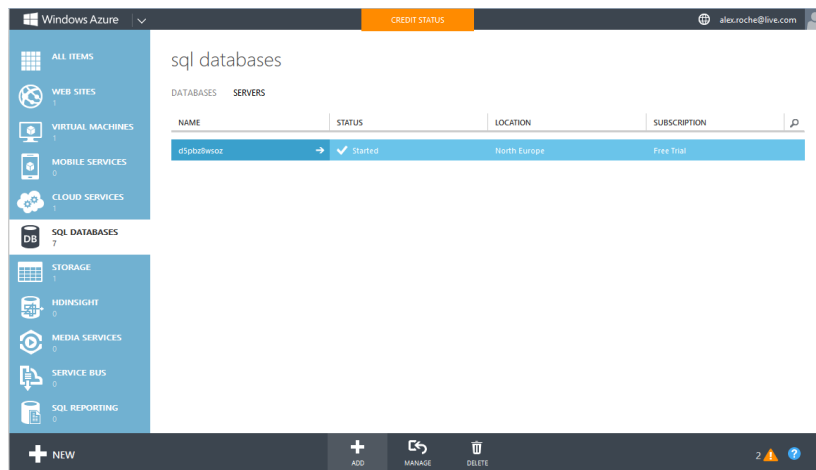 Windows Azure
CREDIT STATUS
alex.roche@live.com
ALL ITEMS
WEB SITES
1
VIRTUAL MACHINES
1
MOBILE SERVICES
0
CLOUD SERVICES
1
DB
SQL DATABASES
7
STORAGE
1
HDINSIGHT
0
MEDIA SERVICES
0
SERVICE BUS
0
SQL REPORTING
0
sql databases
DATABASES SERVERS
NAME STATUS LOCATION SUBSCRIPTION
d5pbz8wsoz Started North Europe Free Trial
NEW
ADD
MANAGE
DELETE
2
?